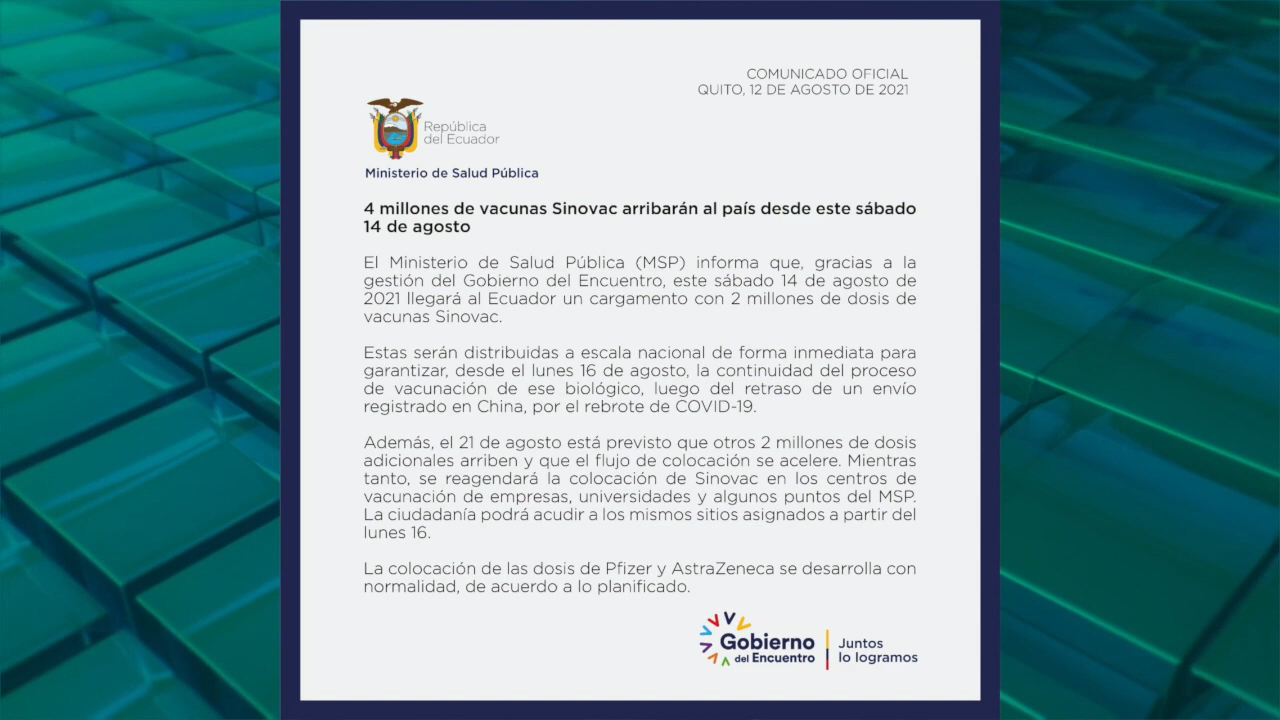 COMUNICADO OFICIAL
QUITO, 12 DE AGOSTO DE 2021
República
del Ecuador
Ministerio de Salud Pública
4 millones de vacunas Sinovac arribarán al país desde este sábado
14 de agosto
El Ministerio de Salud Pública (MSP) informa que, gracias a la
gestión del Gobierno del Encuentro, este sábado 14 de agosto de
2021 llegará al Ecuador un cargamento con 2 millones de dosis de
vacunas Sinovac.
Estas serán distribuidas a escala nacional de forma inmediata para
garantizar, desde el lunes 16 de agosto, la continuidad del proceso
de vacunación de ese biológico, luego del retraso de un envío
registrado en China, por el rebrote de COVID-19.
Además, el 21 de agosto está previsto que otros 2 millones de dosis
adicionales arriben y que el flujo de colocación se acelere. Mientras
tanto, se reagendará la colocación de Sinovac en los centros de
vacunación de empresas, universidades y algunos puntos del MSP.
La ciudadanía podrá acudir a los mismos sitios asignados a partir del
lunes 16.
La colocación de las dosis de Pfizer y AstraZeneca se desarrolla con
normalidad, de acuerdo a lo planificado.
Gobierno
del Encuentro
Juntos
lo logramos